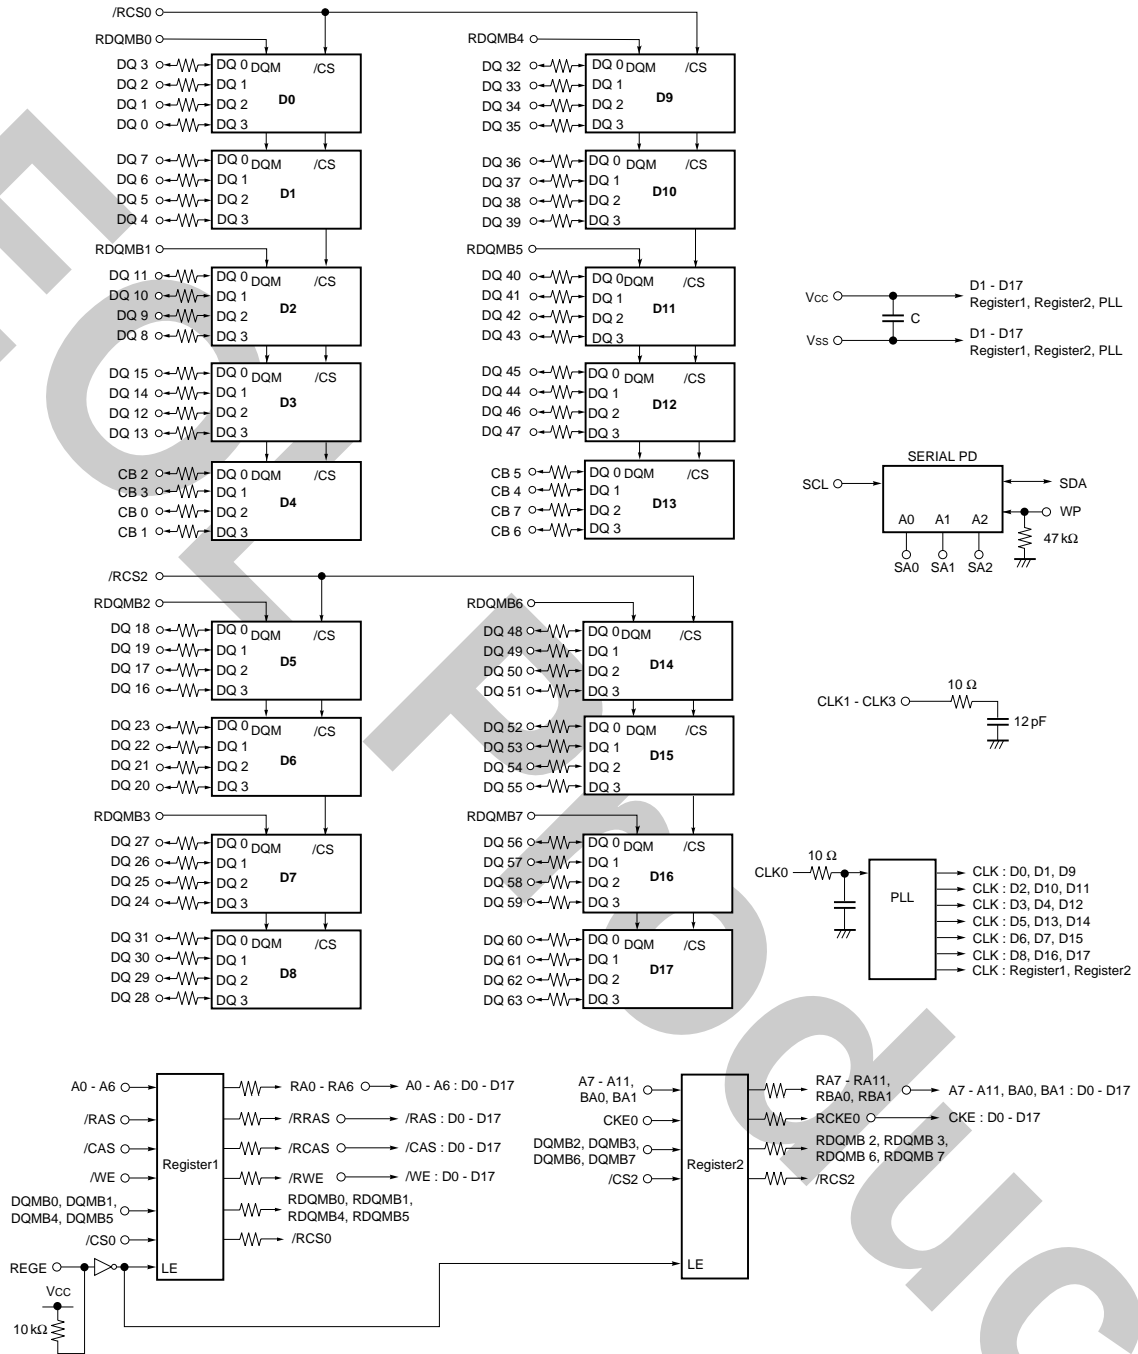 /RCS0
RDQMB0
DQ 3 DQ 0 DQM /CS
DQ 2 DQ 1
DQ 1 DQ 2 D0
DQ 0 DQ 3
DQ 7 DQ 0 DQM /CS
DQ 6 DQ 1
DQ 5 DQ 2 D1
DQ 4 DQ 3
RDQMB1
DQ 11 DQ 0 DQM /CS
DQ 10 DQ 1
DQ 9 DQ 2 D2
DQ 8 DQ 3
DQ 15 DQ 0 DQM /CS
DQ 14 DQ 1
DQ 12 DQ 2 D3
DQ 13 DQ 3
CB 2 DQ 0 DQM /CS
CB 3 DQ 1
CB 0 DQ 2 D4
CB 1 DQ 3
RDQMB4
DQ 32 DQ 0 DQM /CS
DQ 33 DQ 1
DQ 34 DQ 2 D9
DQ 35 DQ 3
DQ 36 DQ 0 DQM /CS
DQ 37 DQ 1
DQ 38 DQ 2 D10
DQ 39 DQ 3
RDQMB5
DQ 40 DQ 0 DQM /CS
DQ 41 DQ 1
DQ 42 DQ 2 D11
DQ 43 DQ 3
DQ 45 DQ 0 DQM /CS
DQ 44 DQ 1
DQ 46 DQ 2 D12
DQ 47 DQ 3
CB 5 DQ 0 DQM /CS
CB 4 DQ 1
CB 7 DQ 2 D13
CB 6 DQ 3
VCC D1 - D17
Register1, Register2, PLL
C
VSS D1 - D17
Register1, Register2, PLL
SERIAL PD
SCL SDA
WP
A0 A1 A2
47 kΩ
SA0 SA1 SA2
/RCS2
RDQMB2
DQ 18 DQ 0 DQM /CS
DQ 19 DQ 1
DQ 17 DQ 2 D5
DQ 16 DQ 3
DQ 23 DQ 0 DQM /CS
DQ 22 DQ 1
DQ 21 DQ 2 D6
DQ 20 DQ 3
RDQMB3
DQ 27 DQ 0 DQM /CS
DQ 26 DQ 1
DQ 25 DQ 2 D7
DQ 24 DQ 3
DQ 31 DQ 0 DQM /CS
DQ 30 DQ 1
DQ 29 DQ 2 D8
DQ 28 DQ 3
RDQMB6
DQ 48 DQ 0 DQM /CS
DQ 49 DQ 1
DQ 50 DQ 2 D14
DQ 51 DQ 3
DQ 52 DQ 0 DQM /CS
DQ 53 DQ 1
DQ 54 DQ 2 D15
DQ 55 DQ 3
RDQMB7
DQ 56 DQ 0 DQM /CS
DQ 57 DQ 1
DQ 58 DQ 2 D16
DQ 59 DQ 3
DQ 60 DQ 0 DQM /CS
DQ 61 DQ 1
DQ 62 DQ 2 D17
DQ 63 DQ 3
10 Ω
CLK1 - CLK3
12 pF
10 Ω
CLK0
PLL
CLK : D0, D1, D9
CLK : D2, D10, D11
CLK : D3, D4, D12
CLK : D5, D13, D14
CLK : D6, D7, D15
CLK : D8, D16, D17
CLK : Register1, Register2
A0 - A6 RA0 - RA6 A0 - A6 : D0 - D17
/RAS /RRAS /RAS : D0 - D17
/CAS /RCAS /CAS : D0 - D17
Register1
/WE /RWE /WE : D0 - D17
DQMB0, DQMB1,
DQMB4, DQMB5
RDQMB0, RDQMB1,
RDQMB4, RDQMB5
/CS0 /RCS0
REGE LE
VCC
10 kΩ
A7 - A11,
BA0, BA1
RA7 - RA11,
RBA0, RBA1
A7 - A11, BA0, BA1 : D0 - D17
CKE0 RCKE0 CKE : D0 - D17
DQMB2, DQMB3,
DQMB6, DQMB7
RDQMB 2, RDQMB 3,
RDQMB 6, RDQMB 7
Register2
/CS2 /RCS2
LE
EOL Product